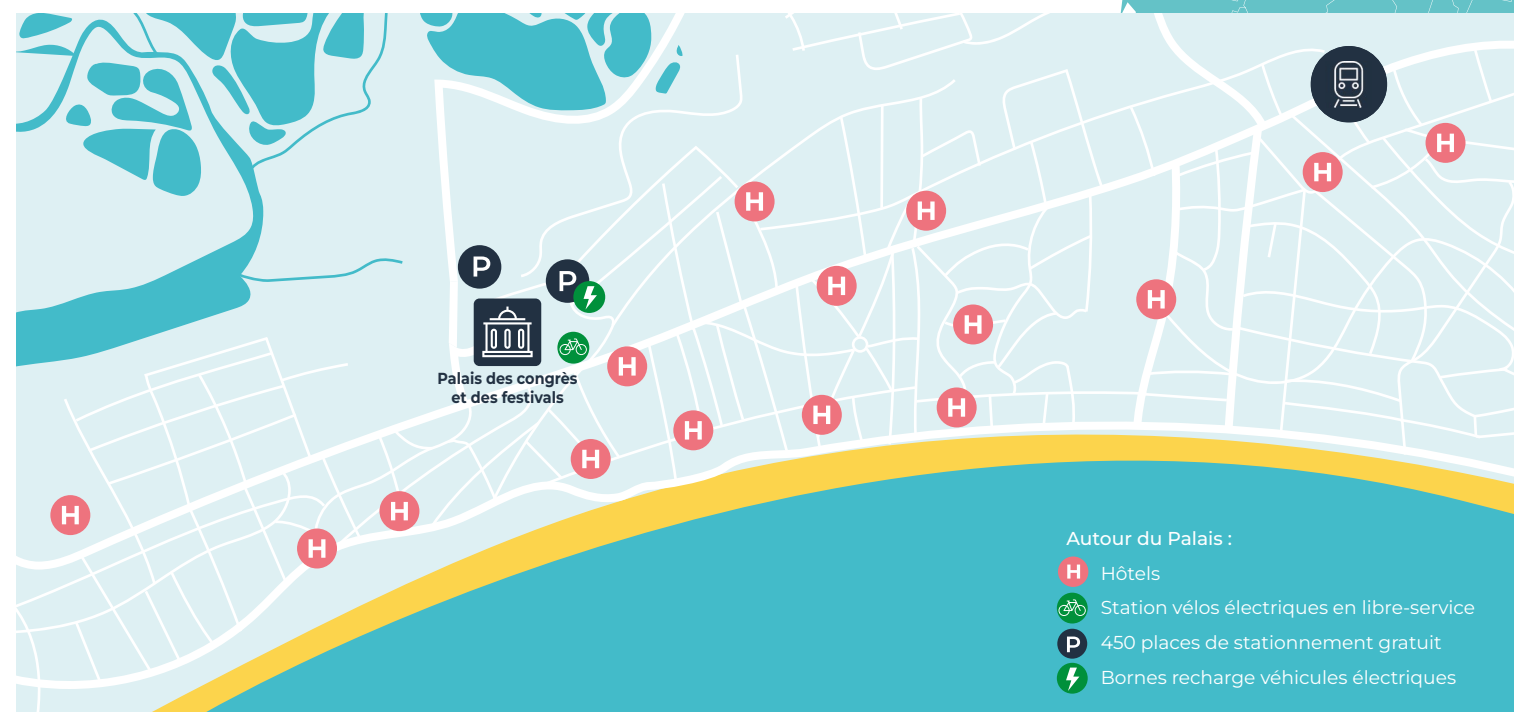 H
H
H
H
H
P
P
H
H
H
H
Palais des congrès
et des festivals
H
H
H
H
H
H
H
Autour du Palais :
H Hôtels
Station vélos électriques en libre-service
P 450 places de stationnement gratuit
Bornes recharge véhicules électriques